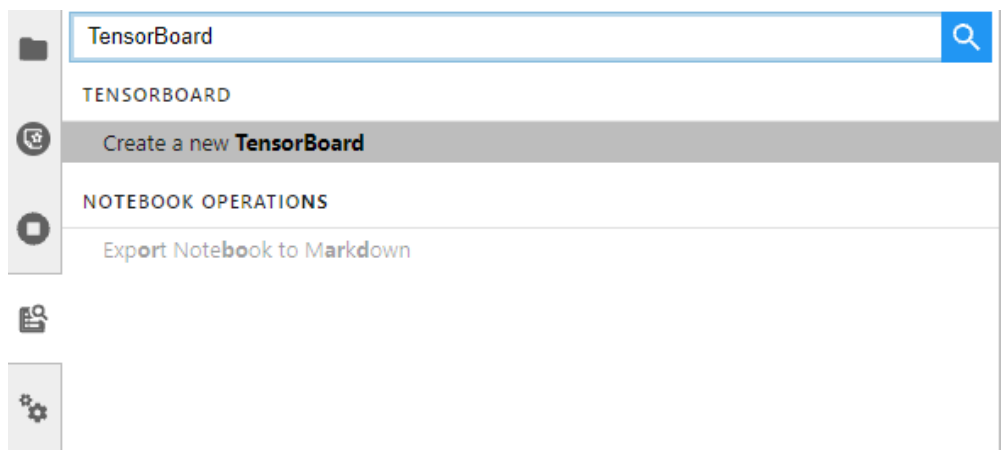 TensorBoard
TENSORBOARD
Create a new TensorBoard
NOTEBOOK OPERATIONS
Export Notebook to Markdown